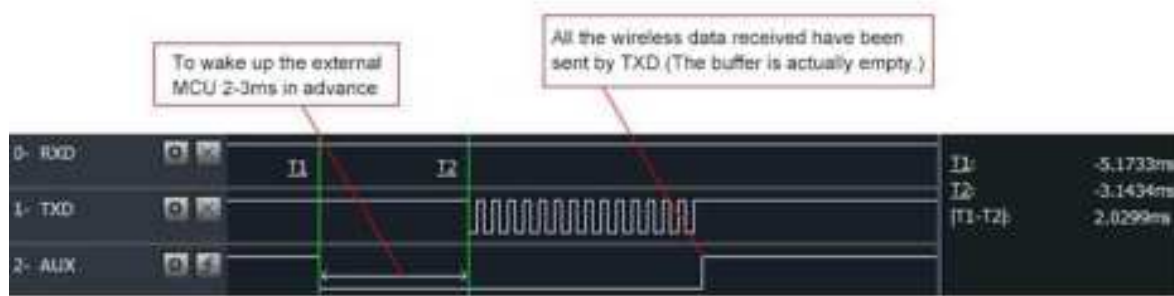 To wake up the external
MCU 2-3ms in advance
All the wireless data received have been
sent by TXD (The buffer is actually empty.)
0- RXD
T1
T2
1- TXD
2- AUX
T1: -5.1733ms
T2: -3.1434ms
|T1-T2|: 2.0299ms